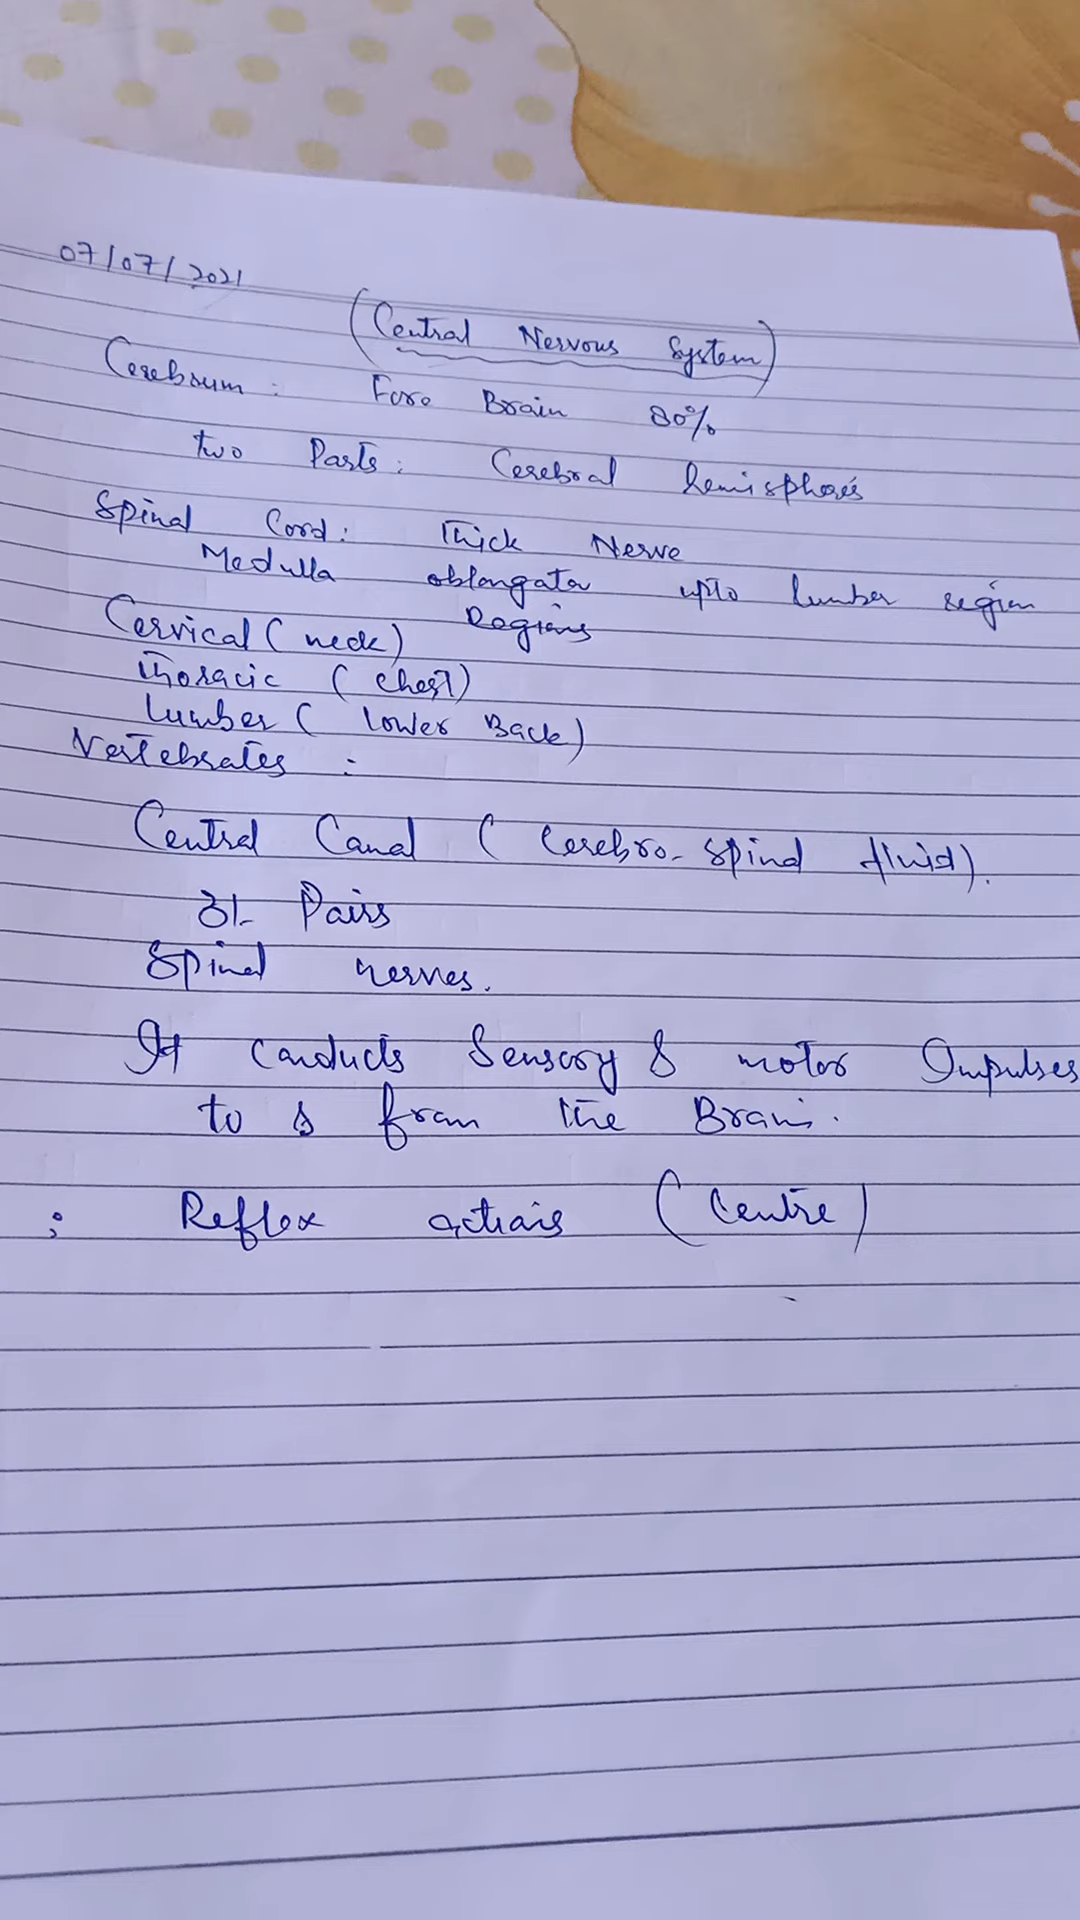 07/07/2021
(Central Nervous System)
Cerebrum : Fore Brain 80%
two Parts : Cerebral hemispheres
Spinal Cord : Thick Nerve
Medulla oblongata upto lumber region
Regions
Cervical ( neck )
Thoracic ( chest )
Lumber ( Lower Back )
Vertebrates :
Central Canal ( Cerebro-spinal fluid ).
31- Pairs
Spinal nerves.
It conducts Sensory & motor Impulses
to & from the Brain.
: Reflex actions ( Centre )